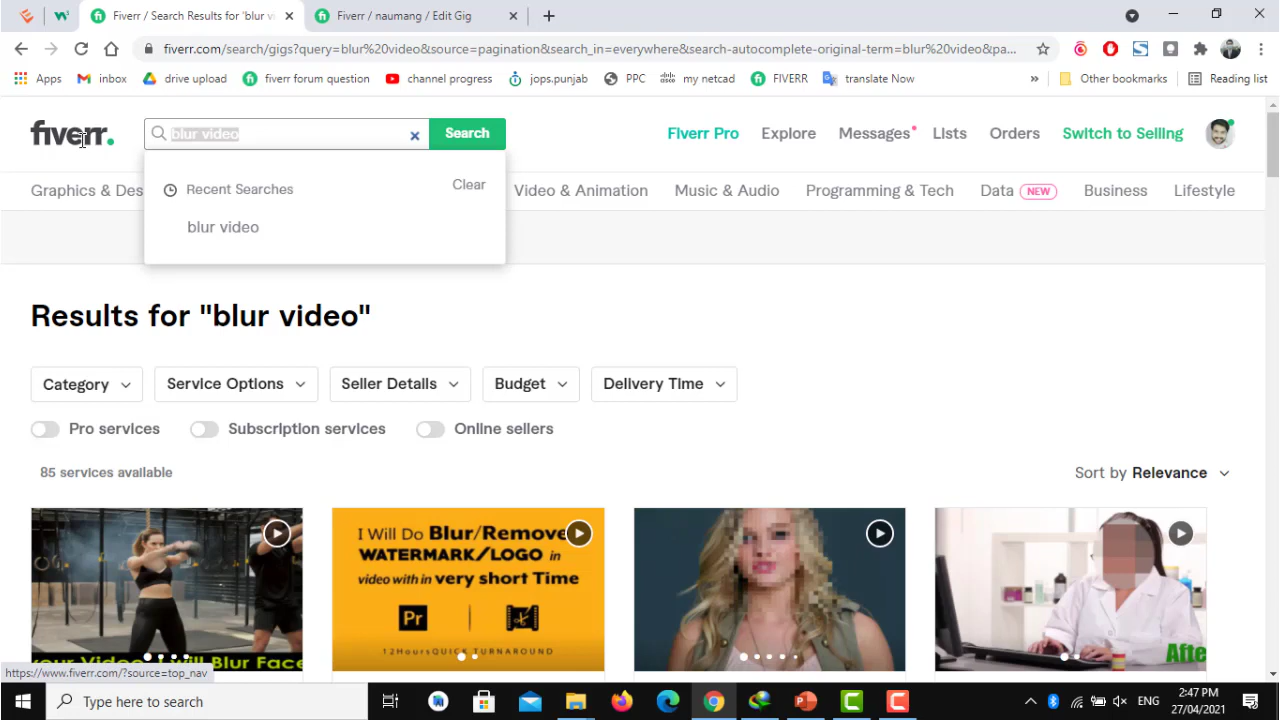 Fiverr / Search Results for 'blur v
Fiverr / naumang / Edit Gig
fiverr.com/search/gigs?query=blur%20video&source=pagination&search_in=everywhere&search-autocomplete-original-term=blur%20video&pa...
Apps
inbox
drive upload
fiverr forum question
channel progress
jops.punjab
PPC
my netcad
FIVERR
translate Now
»
Other bookmarks
Reading list
fiverr.
blur video
Search
Fiverr Pro
Explore
Messages
Lists
Orders
Switch to Selling
Recent Searches
Clear
blur video
Graphics & Des
Video & Animation
Music & Audio
Programming & Tech
Data NEW
Business
Lifestyle
Results for "blur video"
Category
Service Options
Seller Details
Budget
Delivery Time
Pro services
Subscription services
Online sellers
85 services available
Sort by Relevance
I Will Do Blur/Remove
WATERMARK/LOGO in
video with in very short Time
Pr
12HoursQUICK TURNAROUND
your Video, I will Blur Face
After
https://www.fiverr.com/?source=top_nav
Type here to search
ENG
2:47 PM
27/04/2021